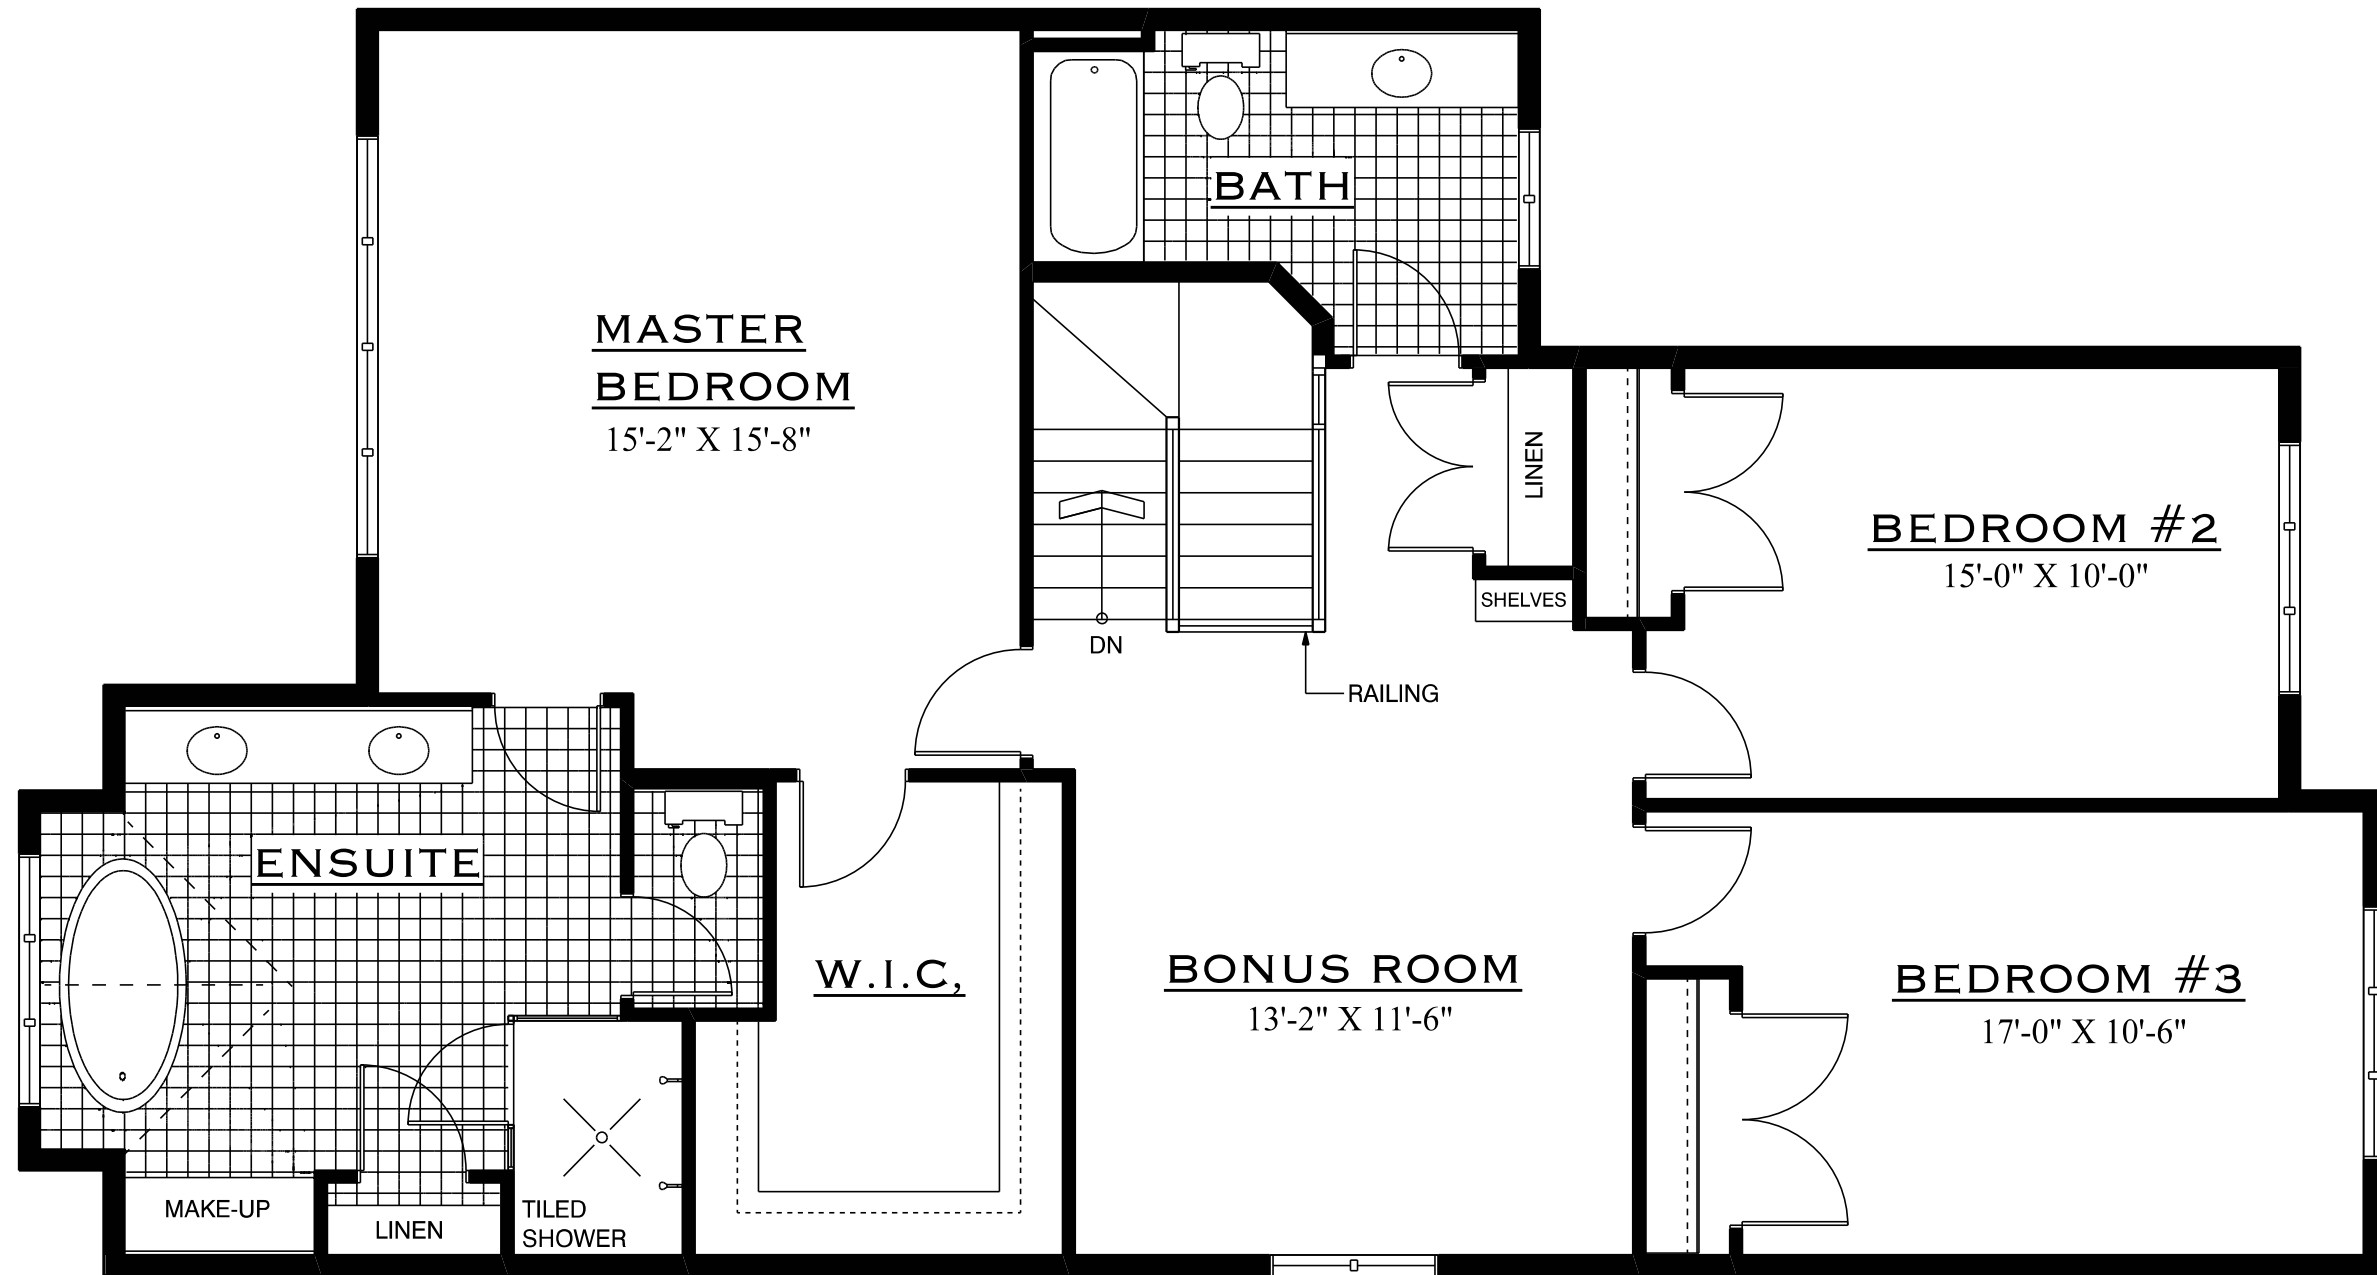 BATH
MASTER
BEDROOM
15'-2" X 15'-8"
LINEN
BEDROOM #2
15'-0" X 10'-0"
SHELVES
DN
RAILING
ENSUITE
W.I.C,
BONUS ROOM
13'-2" X 11'-6"
BEDROOM #3
17'-0" X 10'-6"
MAKE-UP
LINEN
TILED
SHOWER